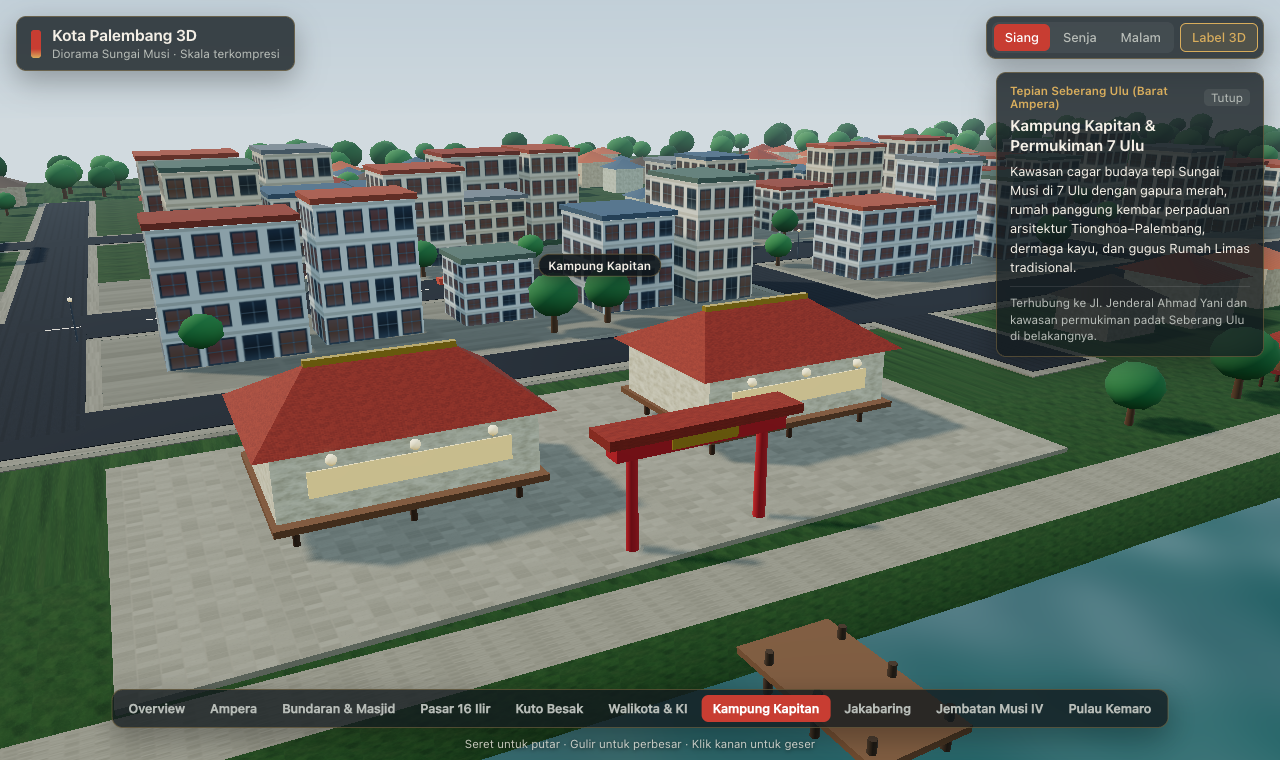 Kota Palembang 3D
Diorama Sungai Musi · Skala terkompresi
Siang
Senja
Malam
Label 3D
Tepian Seberang Ulu (Barat
Ampera)
Tutup
Kampung Kapitan &
Permukiman 7 Ulu
Kawasan cagar budaya tepi Sungai
Musi di 7 Ulu dengan gapura merah,
rumah panggung kembar perpaduan
arsitektur Tionghoa–Palembang,
dermaga kayu, dan gugus Rumah Limas
tradisional.
Terhubung ke Jl. Jenderal Ahmad Yani dan
kawasan permukiman padat Seberang Ulu
di belakangnya.
Kampung Kapitan
Overview
Ampera
Bundaran & Masjid
Pasar 16 Ilir
Kuto Besak
Walikota & KI
Kampung Kapitan
Jakabaring
Jembatan Musi IV
Pulau Kemaro
Seret untuk putar · Gulir untuk perbesar · Klik kanan untuk geser